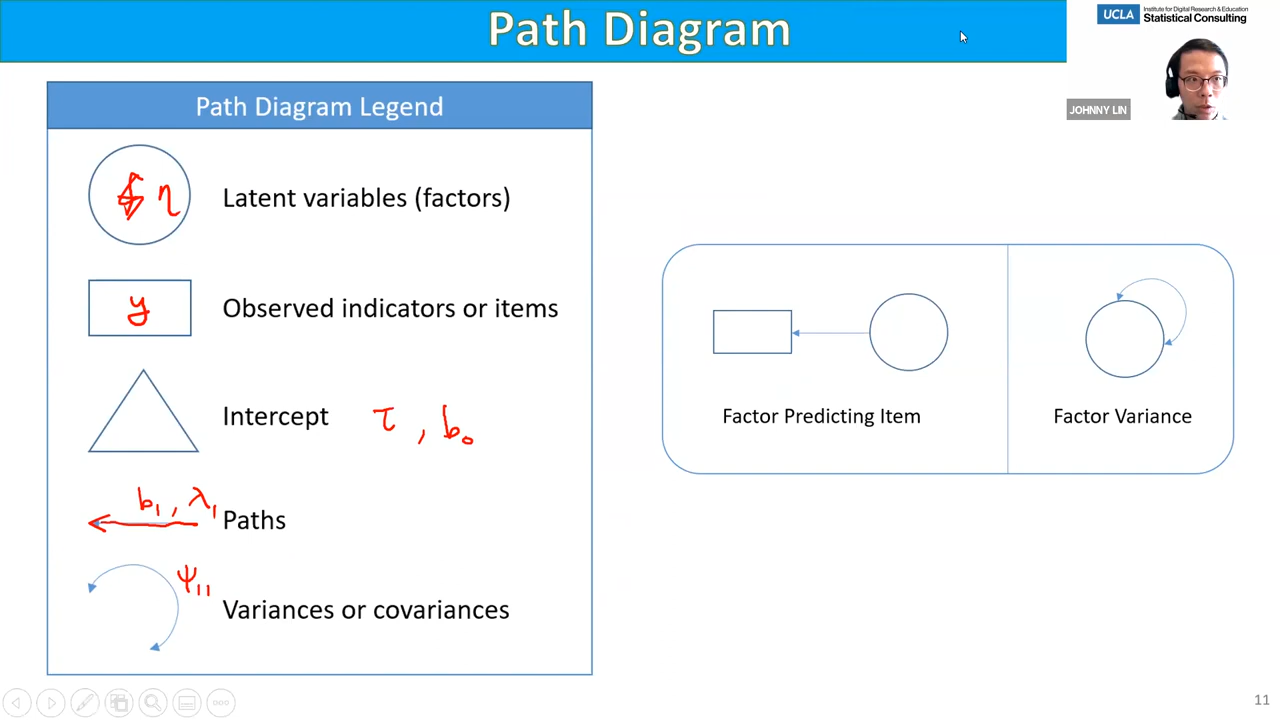 Path Diagram
UCLA
Institute for Digital Research & Education
Statistical Consulting
JOHNNY LIN
Path Diagram Legend
η
Latent variables (factors)
y
Observed indicators or items
Intercept
τ, b₀
b₁, λ₁
Paths
ψ₁₁
Variances or covariances
Factor Predicting Item
Factor Variance
11